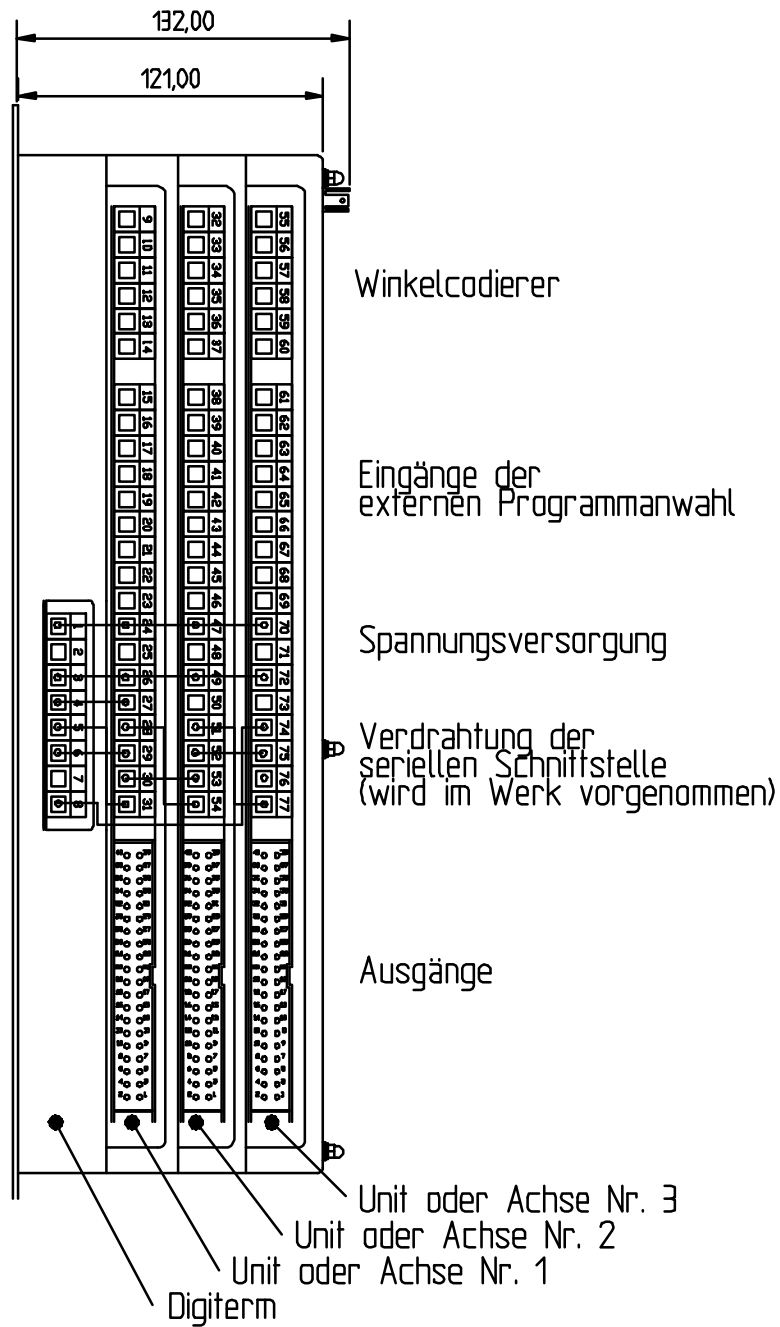 132,00
121,00
9 32 55
10 33 56
11 34 57
12 35 58
13 36 59
14 37 60
Winkelcodierer
15 38 61
16 39 62
17 40 63
18 41 64
19 42 65
20 43 66
21 44 67
22 45 68
23 46 69
Eingänge der
externen Programmanwahl
1 24 47 70
2 25 48 71
3 26 49 72
4 27 50 73
5 28 51 74
6 29 52 75
7 30 53 76
8 31 54 77
Spannungsversorgung
Verdrahtung der
seriellen Schnittstelle
(wird im Werk vorgenommen)
Ausgänge
Unit oder Achse Nr. 3
Unit oder Achse Nr. 2
Unit oder Achse Nr. 1
Digiterm